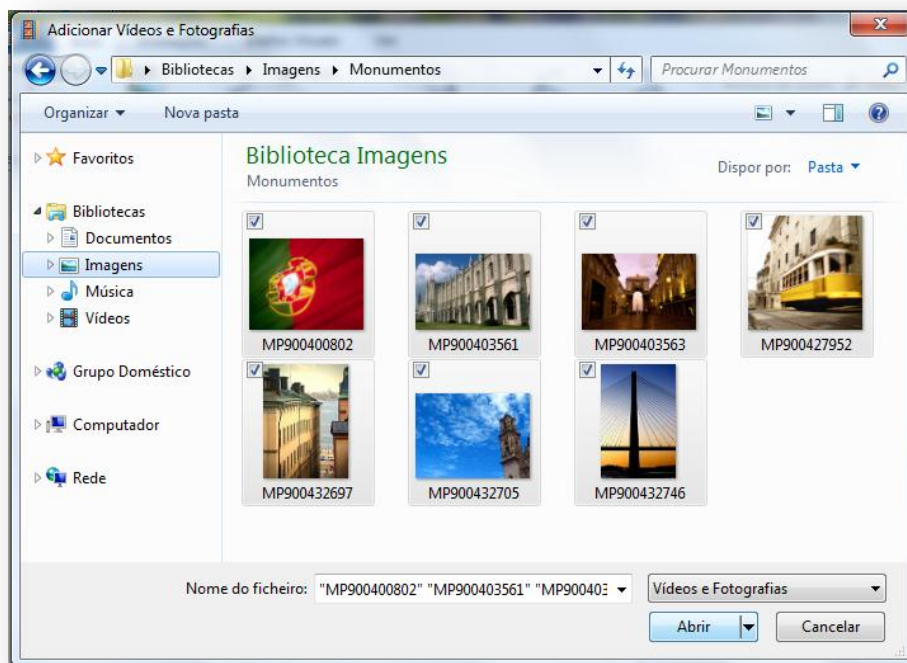 Adicionar Vídeos e Fotografias
Bibliotecas Imagens Monumentos
Procurar Monumentos
Organizar Nova pasta
Favoritos
Bibliotecas
Documentos
Imagens
Música
Vídeos
Grupo Doméstico
Computador
Rede
Biblioteca Imagens
Monumentos
Dispor por: Pasta
MP900400802 MP900403561 MP900403563 MP900427952
MP900432697 MP900432705 MP900432746
Nome do ficheiro: "MP900400802" "MP900403561" "MP900403
Vídeos e Fotografias
Abrir Cancelar